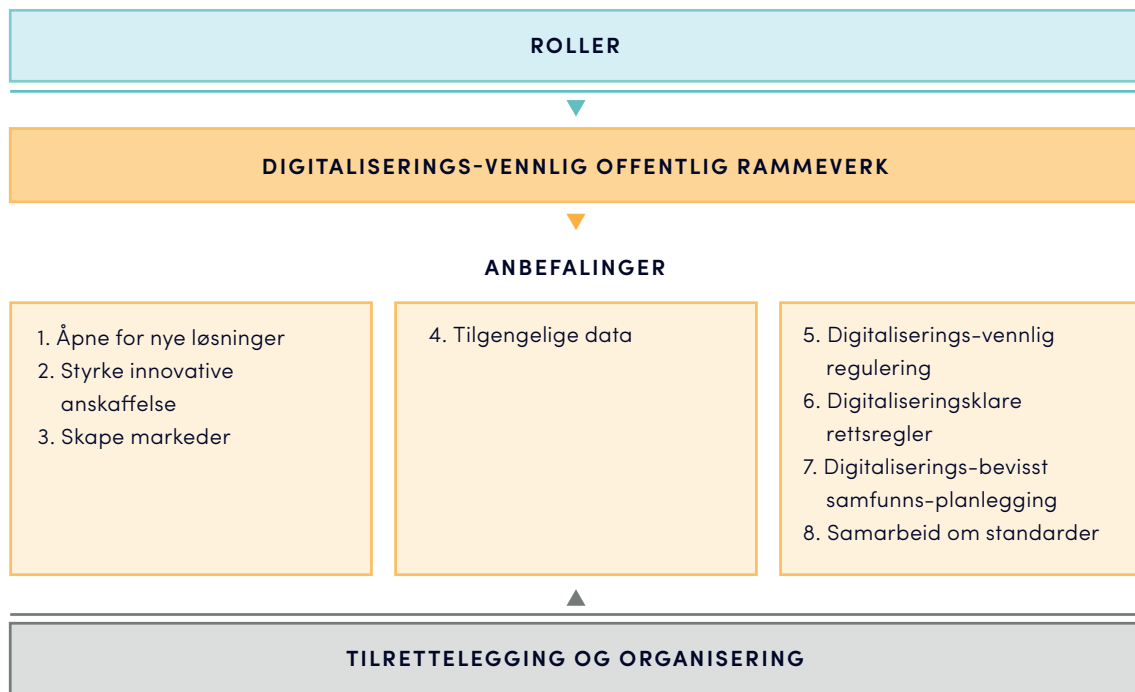 ROLLER
DIGITALISERINGS-VENNLIG OFFENTLIG RAMMEVERK
ANBEFALINGER
1. Åpne for nye løsninger
2. Styrke innovative
anskaffelse
3. Skape markeder
4. Tilgengelige data
5. Digitaliserings-vennlig
regulering
6. Digitaliseringsklare
rettsregler
7. Digitaliserings-bevisst
samfunns-planlegging
8. Samarbeid om standarder
TILRETTELEGGING OG ORGANISERING